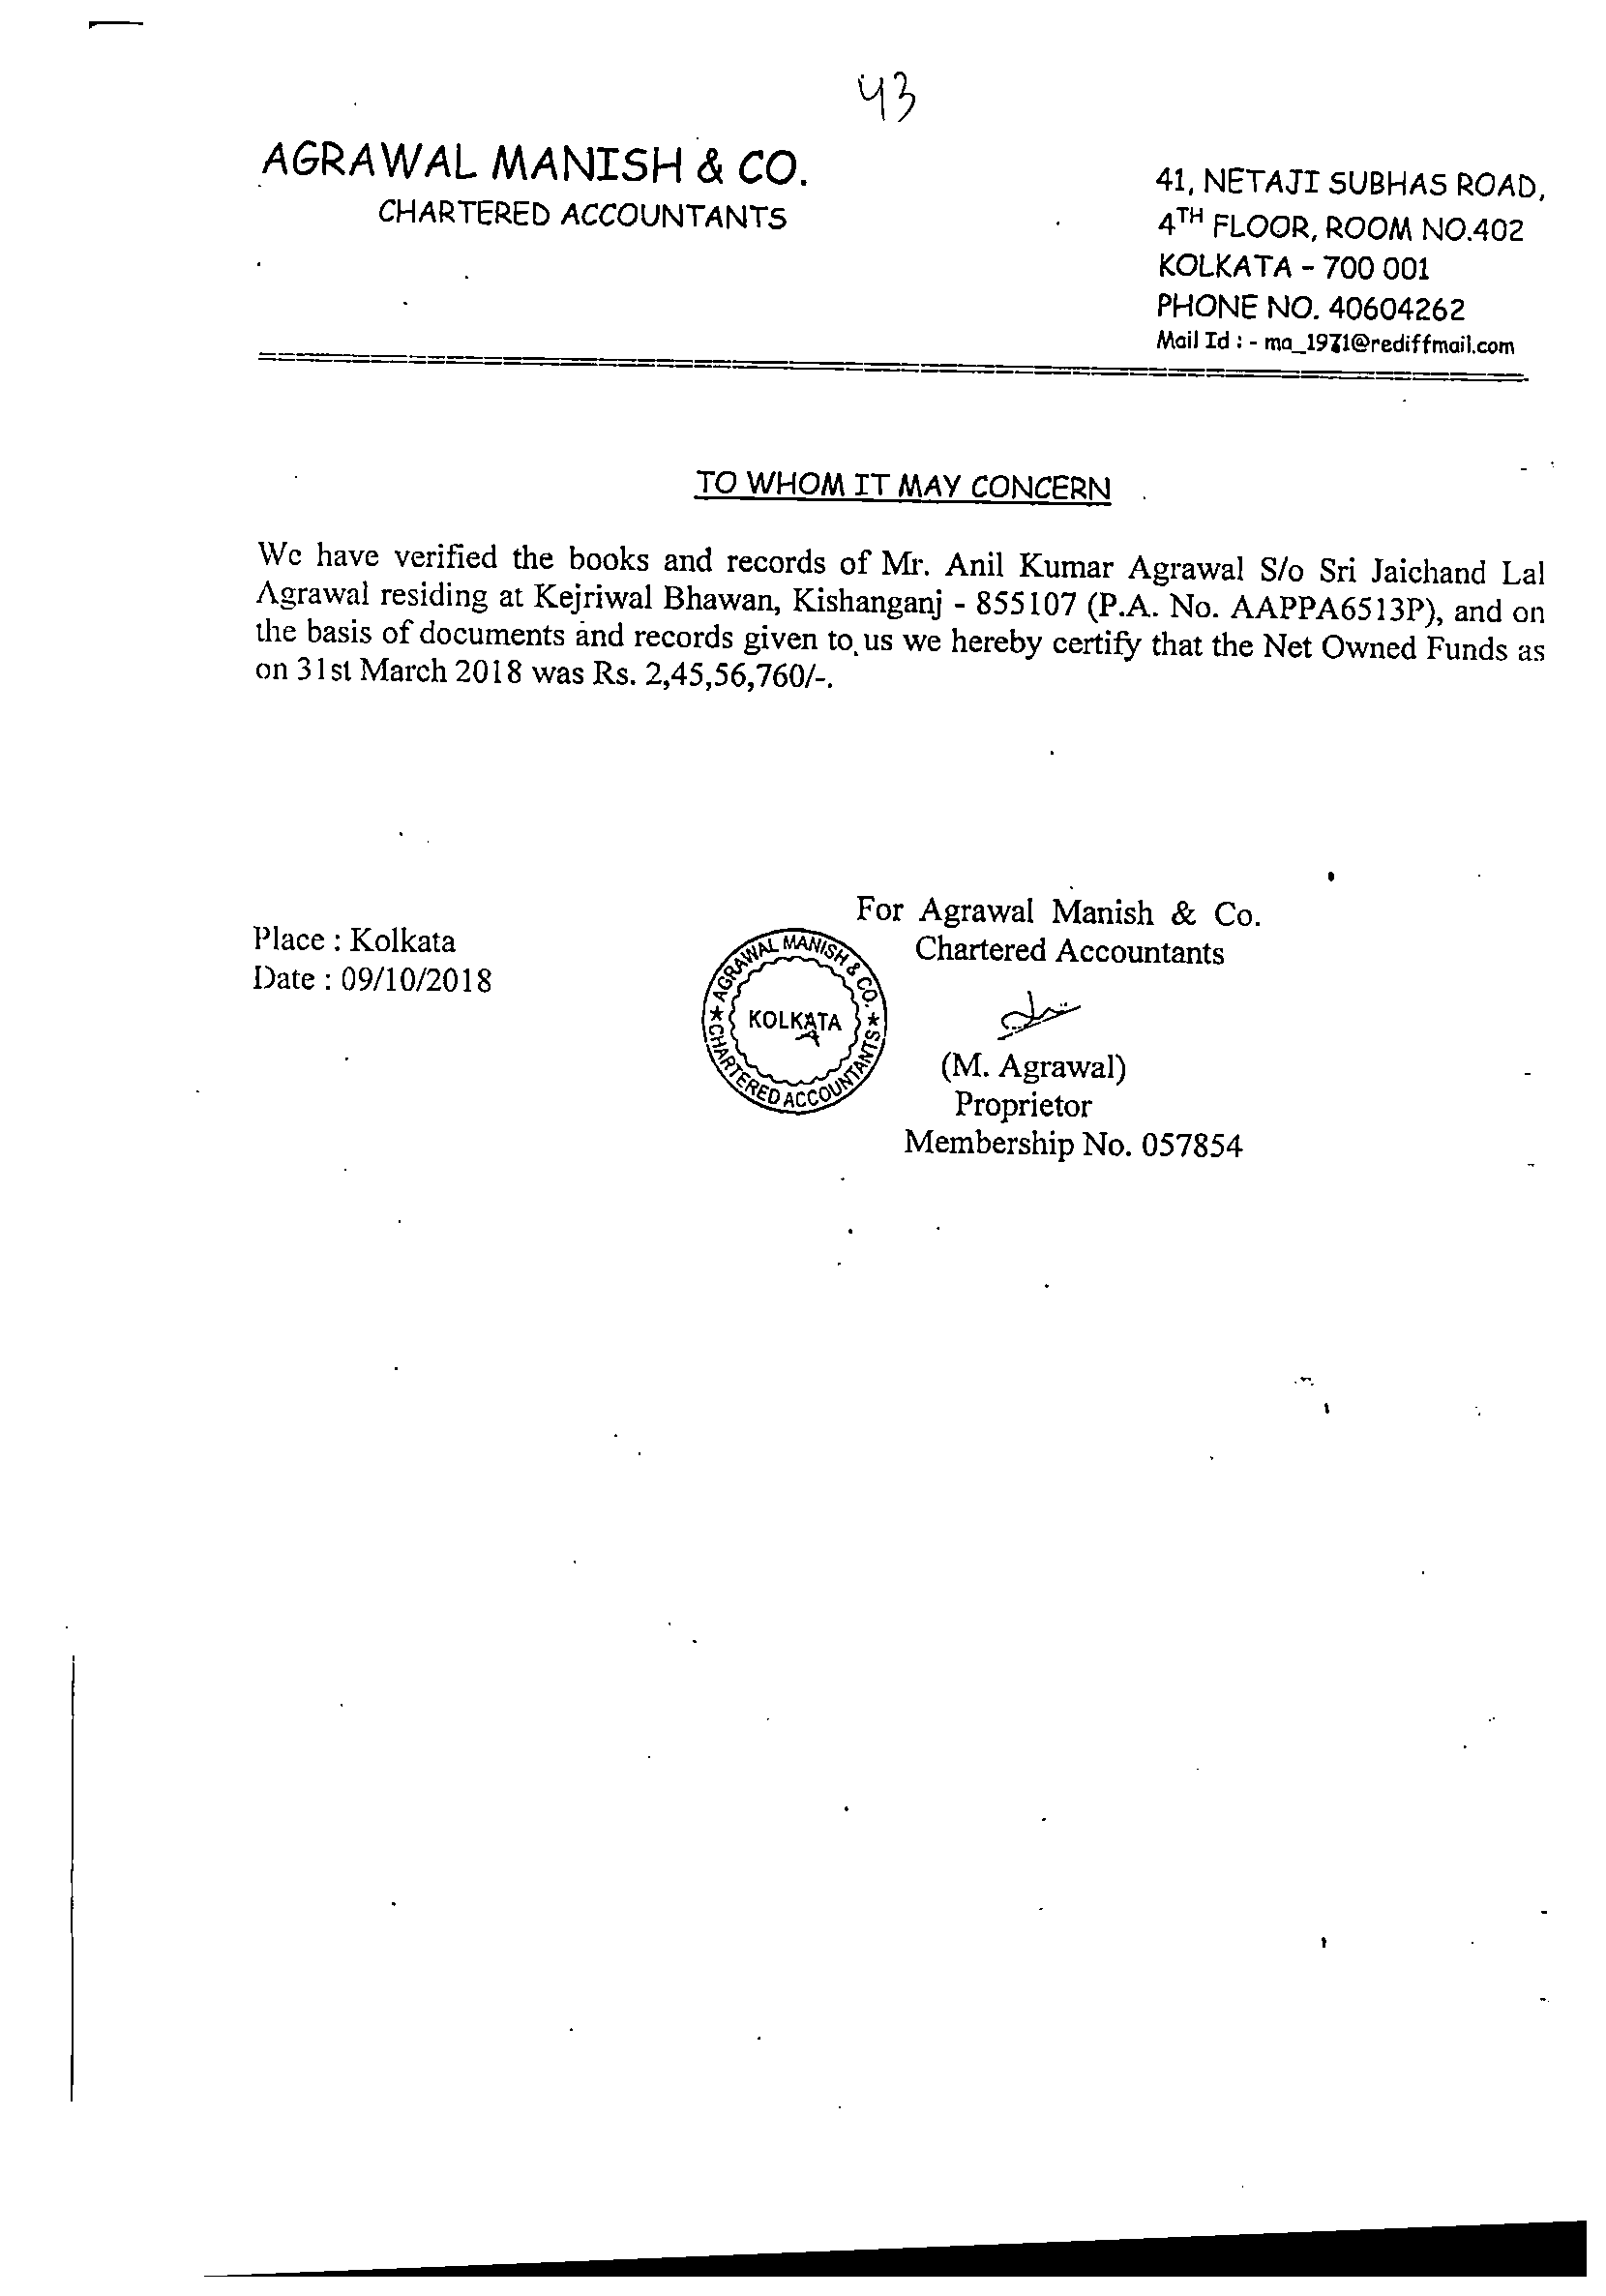 43
AGRAWAL MANISH & CO.
CHARTERED ACCOUNTANTS
41, NETAJI SUBHAS ROAD,
4TH FLOOR, ROOM NO.402
KOLKATA - 700 001
PHONE NO. 40604262
Mail Id : - ma_1971@rediffmail.com
TO WHOM IT MAY CONCERN
We have verified the books and records of Mr. Anil Kumar Agrawal S/o Sri Jaichand Lal
Agrawal residing at Kejriwal Bhawan, Kishanganj - 855107 (P.A. No. AAPPA6513P), and on
the basis of documents and records given to us we hereby certify that the Net Owned Funds as
on 31st March 2018 was Rs. 2,45,56,760/-.
Place : Kolkata
Date : 09/10/2018
For Agrawal Manish & Co.
Chartered Accountants
AGRAWAL MANISH & CO.
KOLKATA
CHARTERED ACCOUNTANTS
(M. Agrawal)
Proprietor
Membership No. 057854